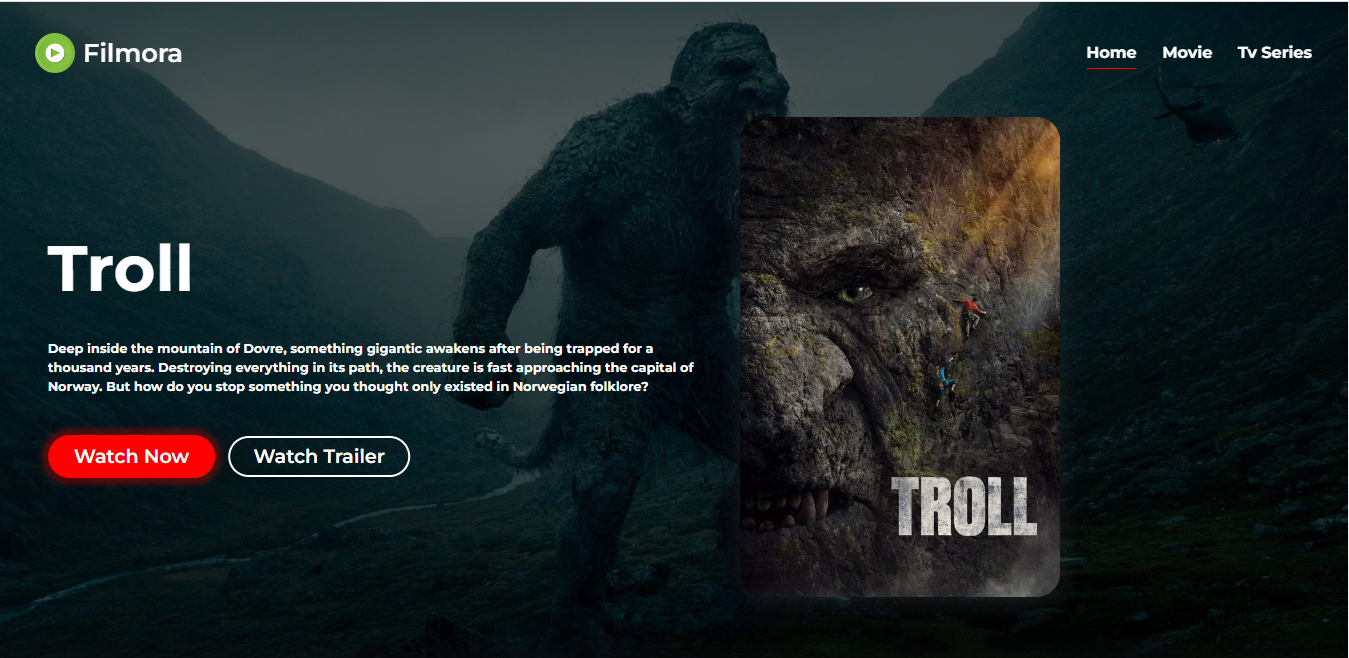 Filmora
Home Movie Tv Series
Troll
Deep inside the mountain of Dovre, something gigantic awakens after being trapped for a
thousand years. Destroying everything in its path, the creature is fast approaching the capital of
Norway. But how do you stop something you thought only existed in Norwegian folklore?
Watch Now Watch Trailer
TROLL